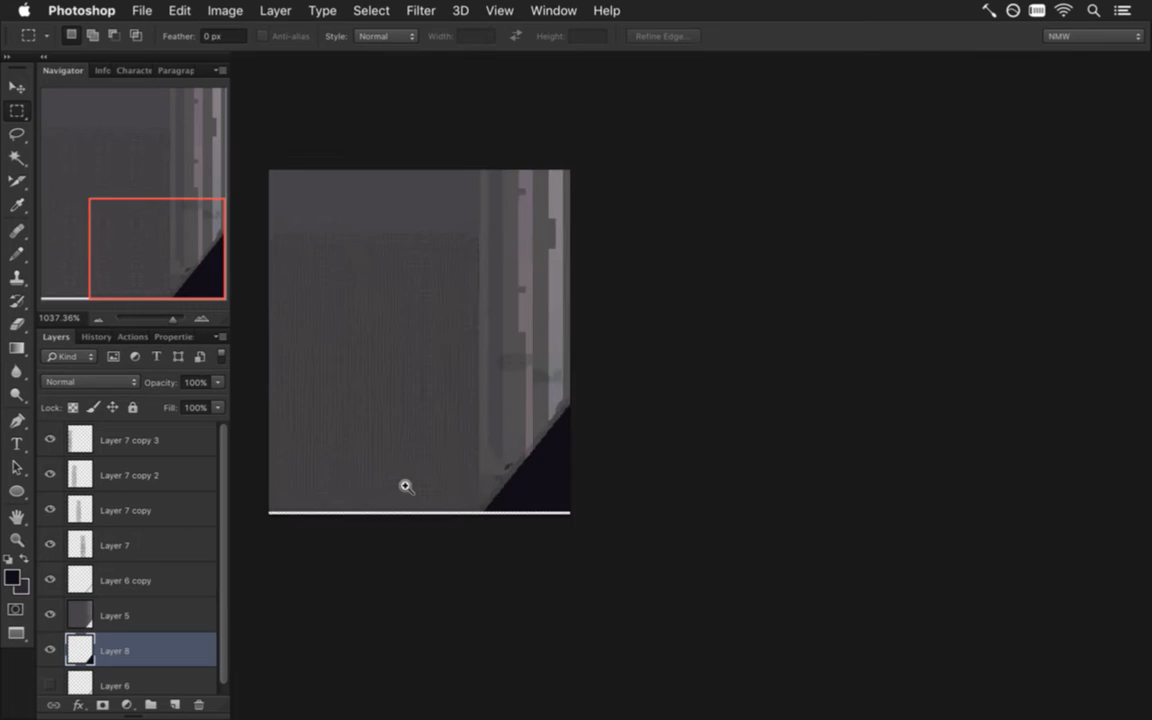 Photoshop File Edit Image Layer Type Select Filter 3D View Window Help
Feather: 0 px Anti-alias Style: Normal Width: Height: Refine Edge... NMW
Navigator Info Characte Paragrap
1037.36%
Layers History Actions Propertie
Kind T
Normal Opacity: 100%
Lock: Fill: 100%
Layer 7 copy 3
Layer 7 copy 2
Layer 7 copy
Layer 7
Layer 6 copy
Layer 5
Layer 8
Layer 6
fx